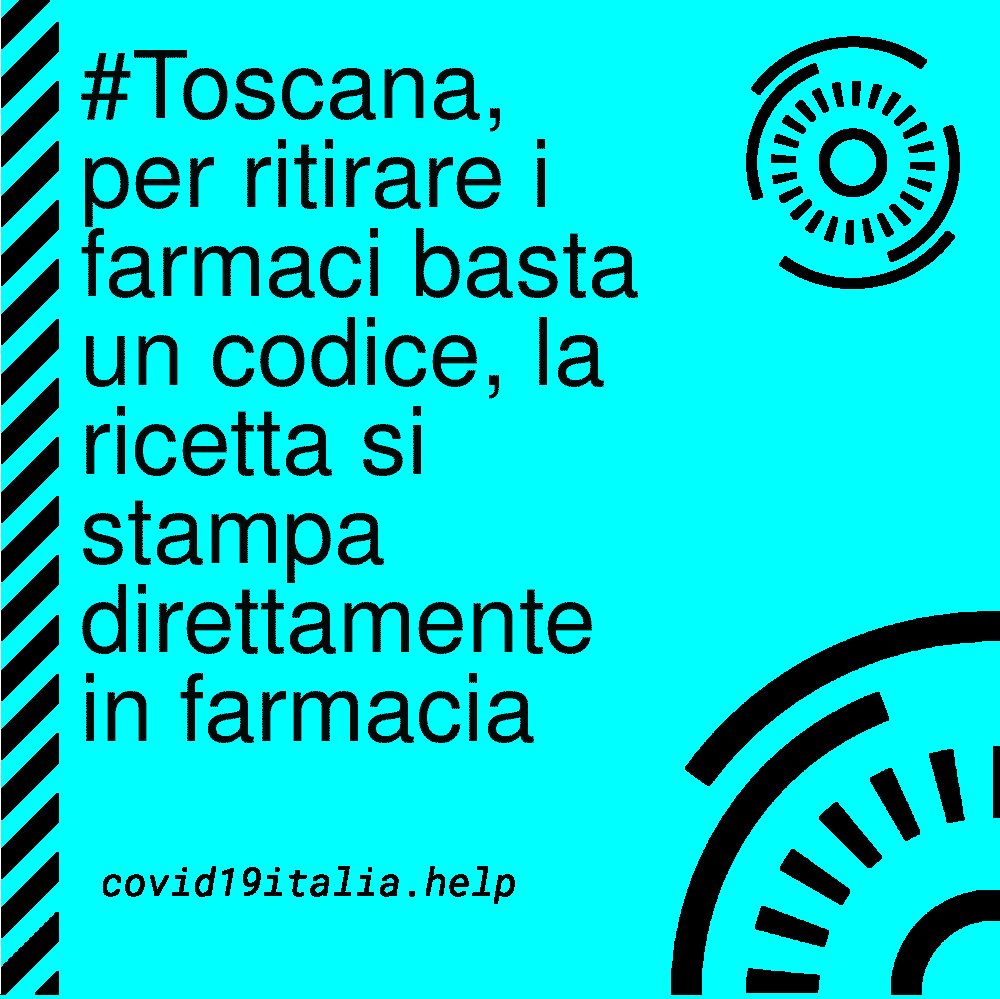 #Toscana,
per ritirare i
farmaci basta
un codice, la
ricetta si
stampa
direttamente
in farmacia
covid19italia.help